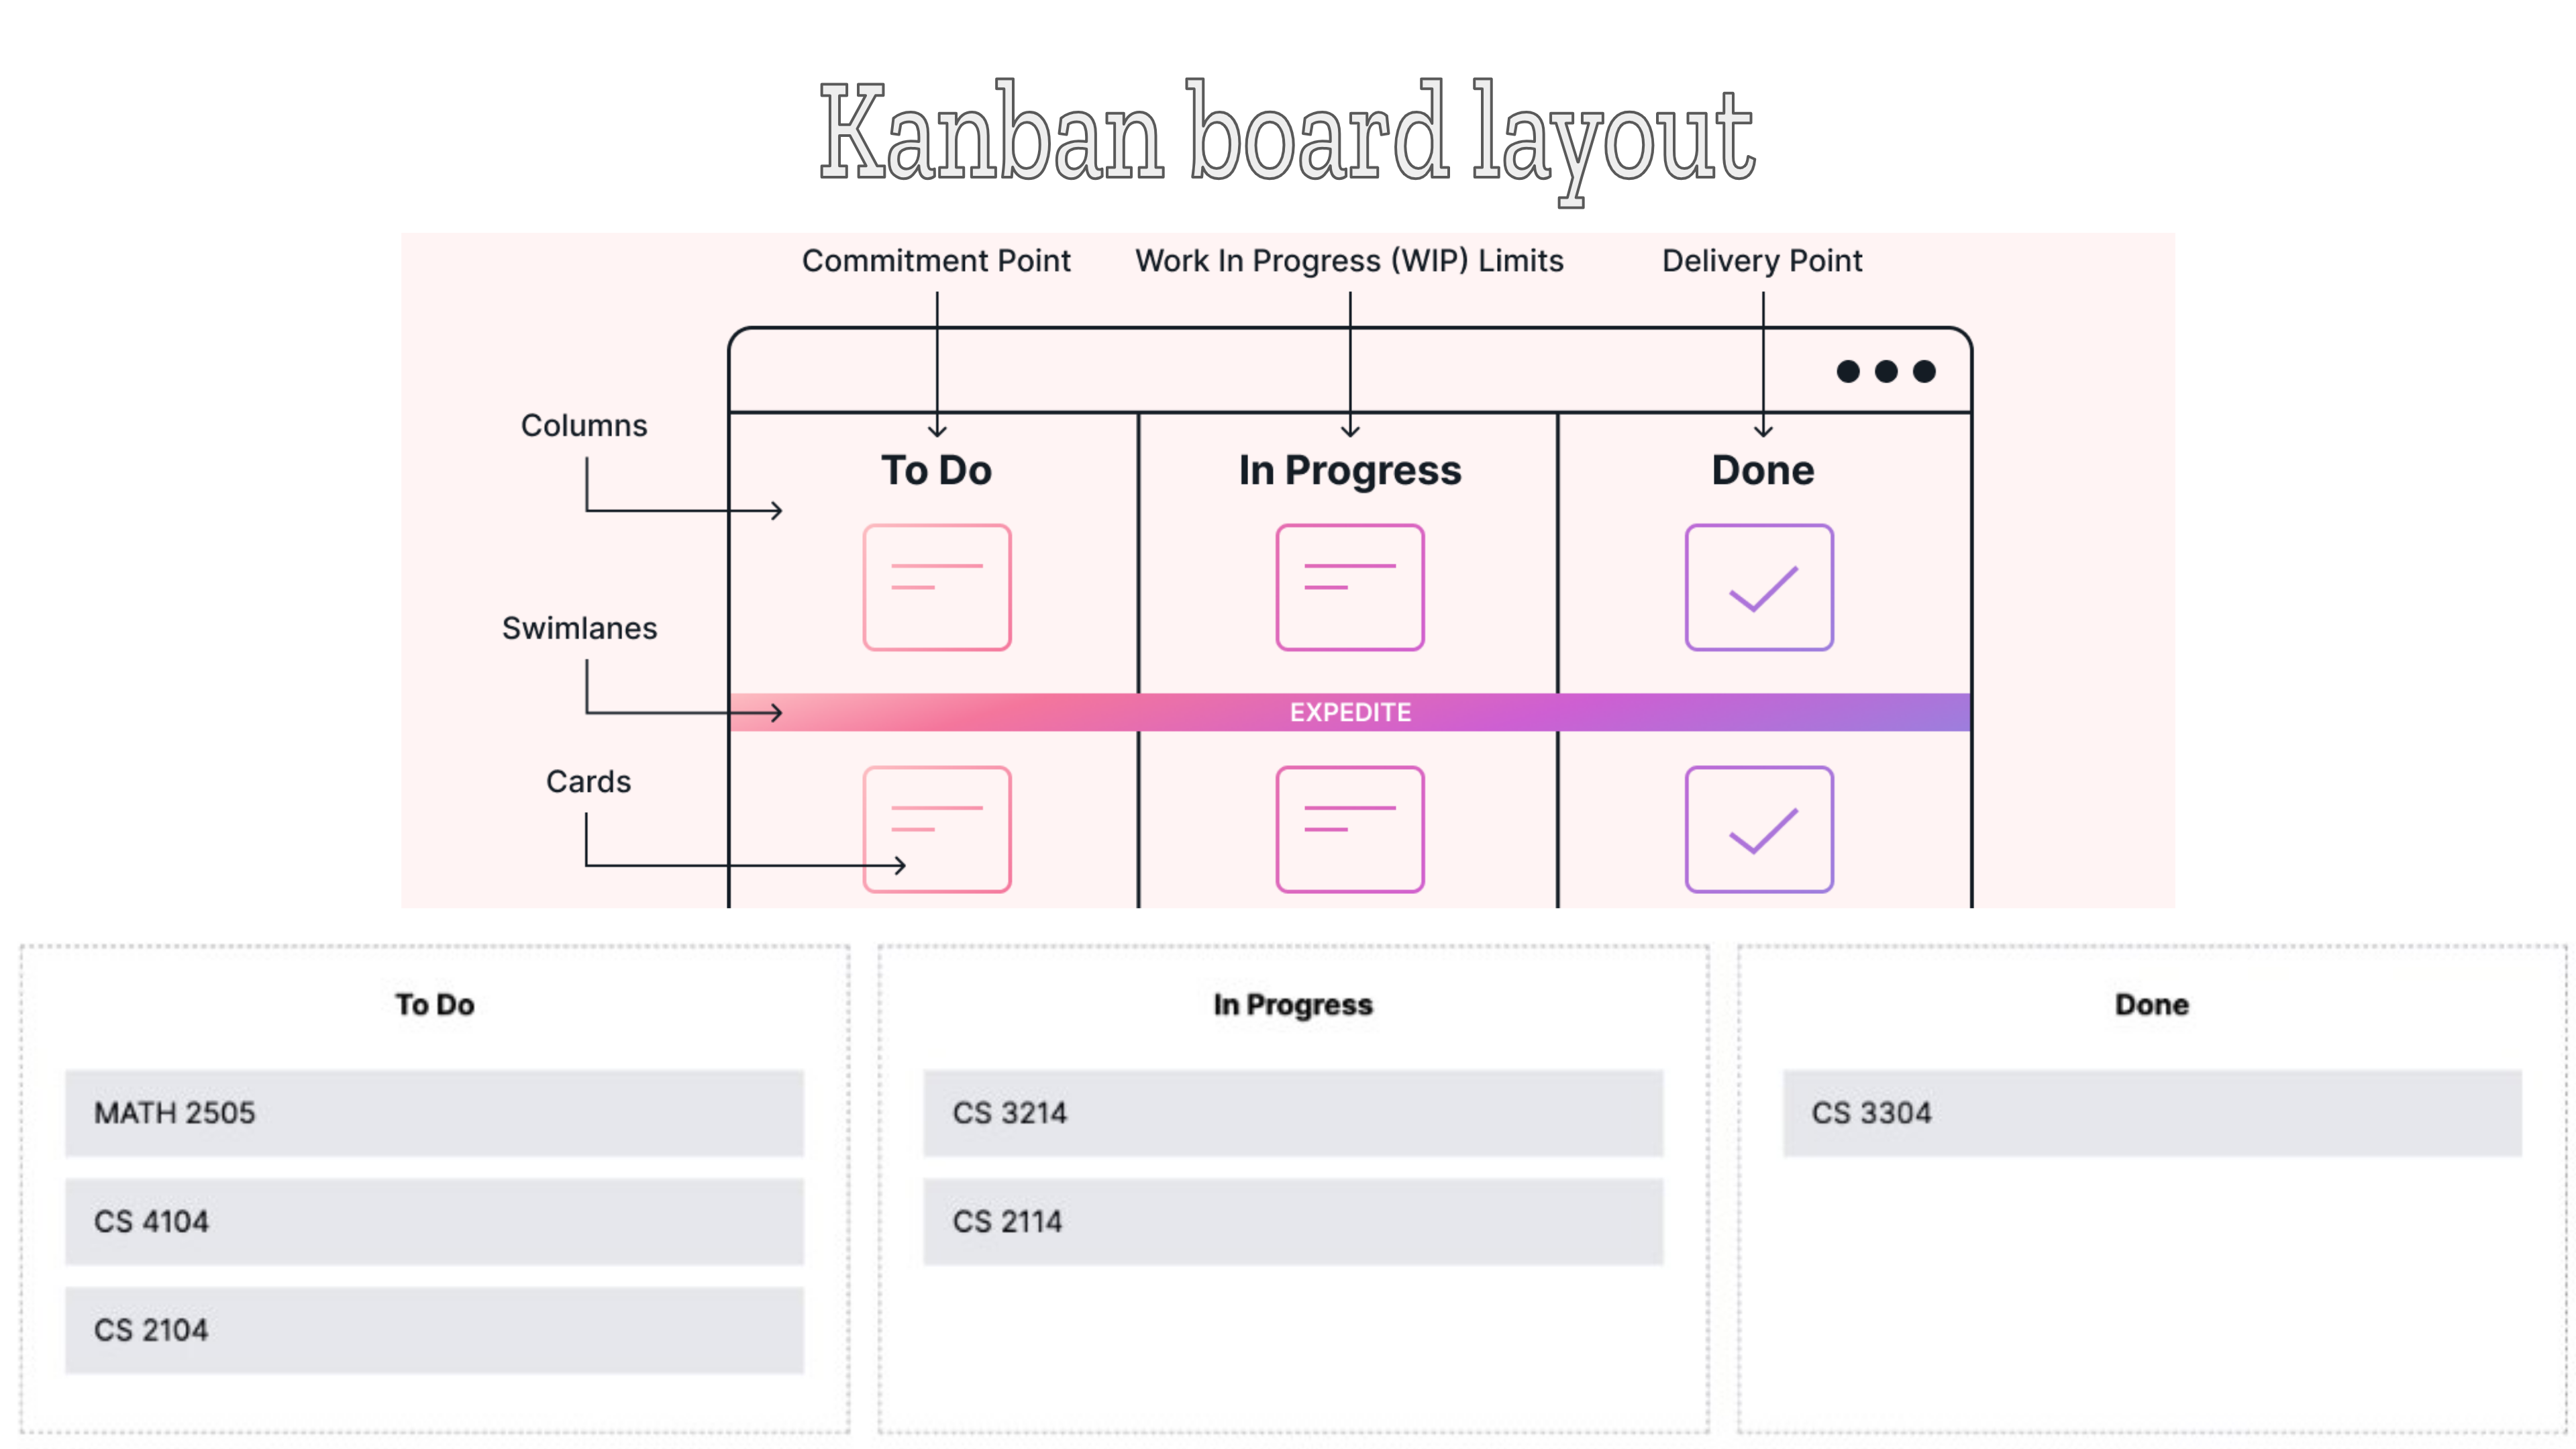 Kanban board layout
Commitment Point
Work In Progress (WIP) Limits
Delivery Point
Columns
To Do
In Progress
Done
Swimlanes
EXPEDITE
Cards
To Do
MATH 2505
CS 4104
CS 2104
In Progress
CS 3214
CS 2114
Done
CS 3304